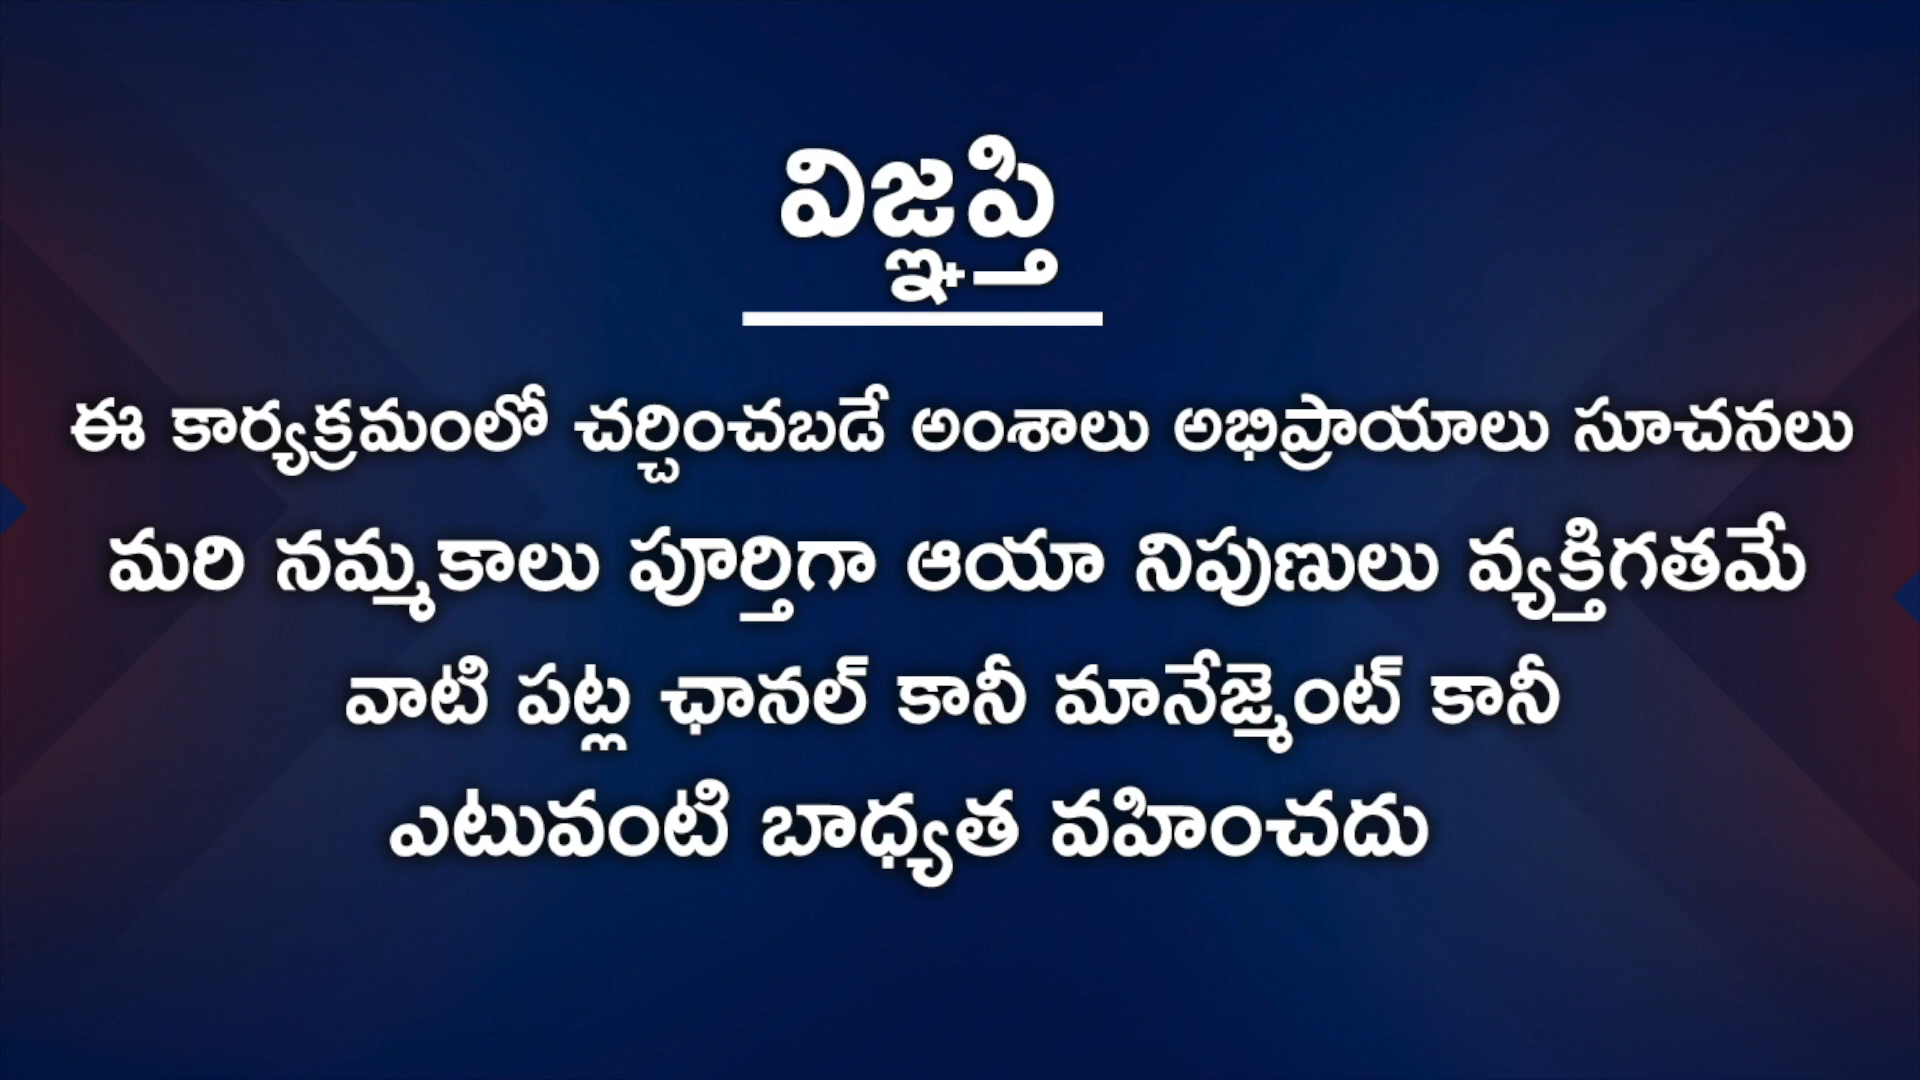 విజ్ఞప్తి
ఈ కార్యక్రమంలో చర్చించబడే అంశాలు అభిప్రాయాలు సూచనలు
మరి నమ్మకాలు పూర్తిగా ఆయా నిపుణులు వ్యక్తిగతమే
వాటి పట్ల ఛానల్ కానీ మానేజ్మెంట్ కానీ
ఎటువంటి బాధ్యత వహించదు